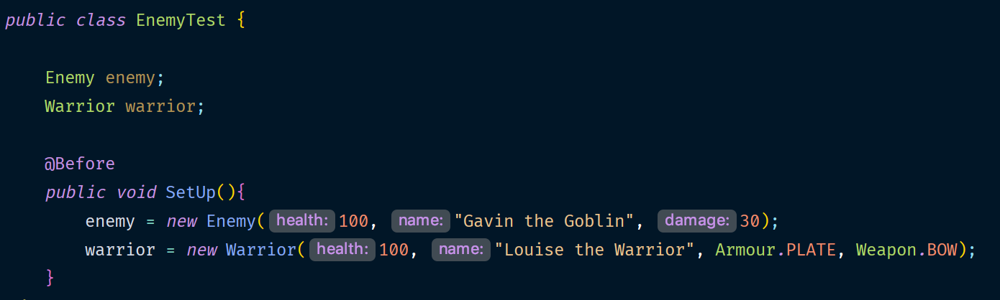 public class EnemyTest {
Enemy enemy;
Warrior warrior;
@Before
public void SetUp(){
enemy = new Enemy( health: 100, name: "Gavin the Goblin", damage: 30);
warrior = new Warrior( health: 100, name: "Louise the Warrior", Armour.PLATE, Weapon.BOW);
}